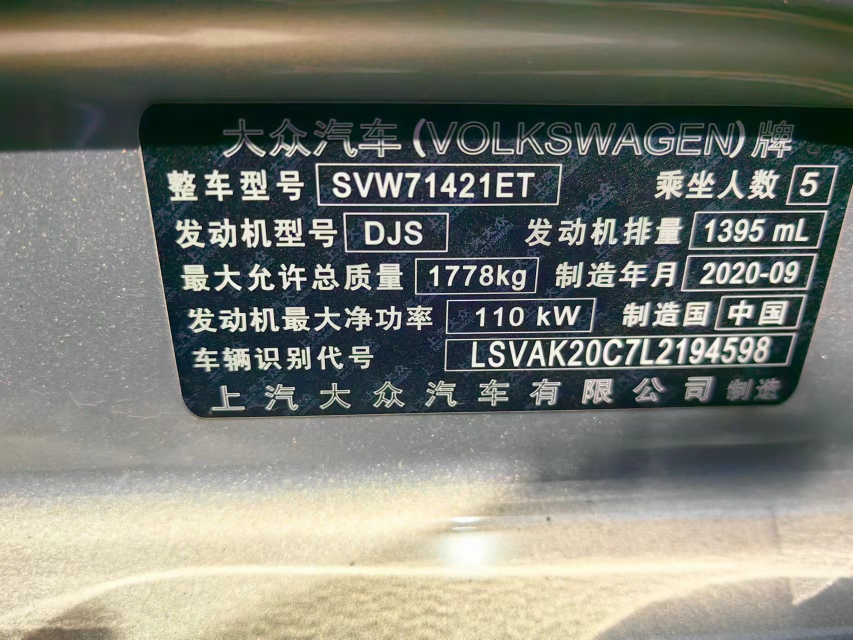 大众汽车(VOLKSWAGEN)牌
整车型号 SVW71421ET 乘坐人数 5
发动机型号 DJS 发动机排量 1395 mL
最大允许总质量 1778kg 制造年月 2020-09
发动机最大净功率 110 kW 制造国 中国
车辆识别代号 LSVAK20C7L2194598
上汽大众汽车有限公司 制造